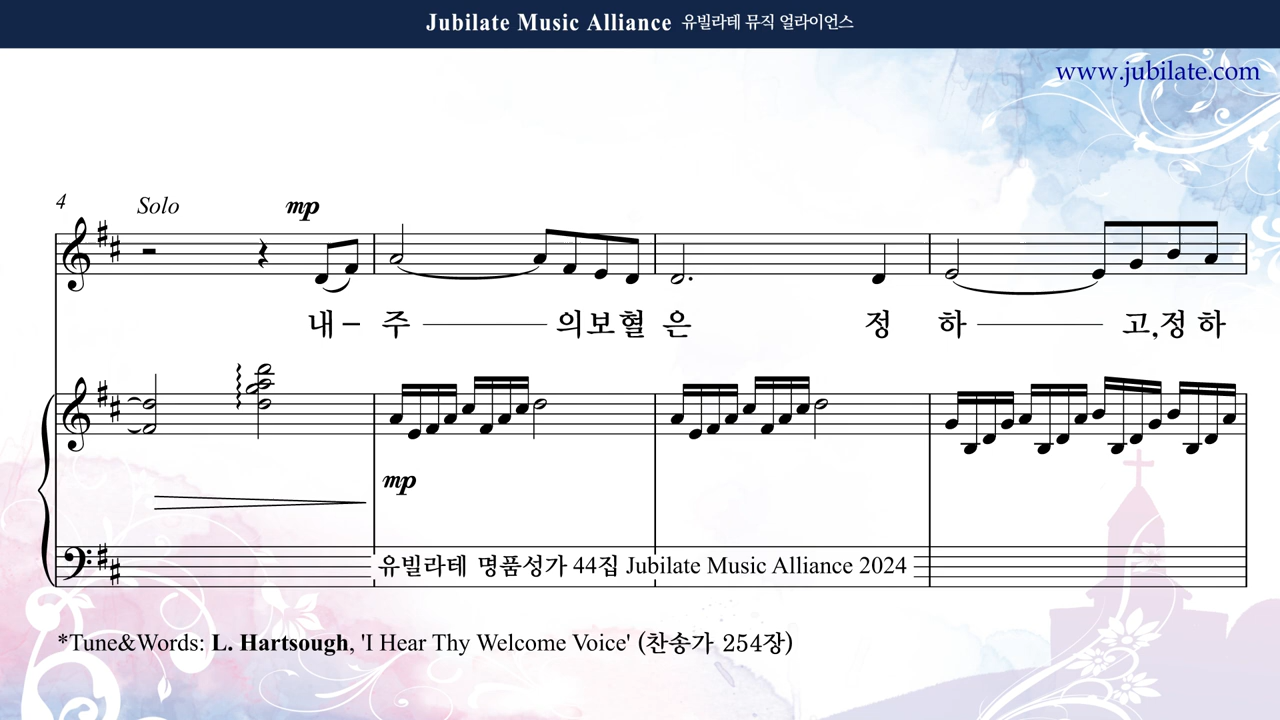 Jubilate Music Alliance 유빌라테 뮤직 얼라이언스
www.jubilate.com
4 Solo mp
내– 주 의보혈 은 정 하 고,정 하
mp
유빌라테 명품성가 44집 Jubilate Music Alliance 2024
*Tune&Words: L. Hartsough, 'I Hear Thy Welcome Voice' (찬송가 254장)